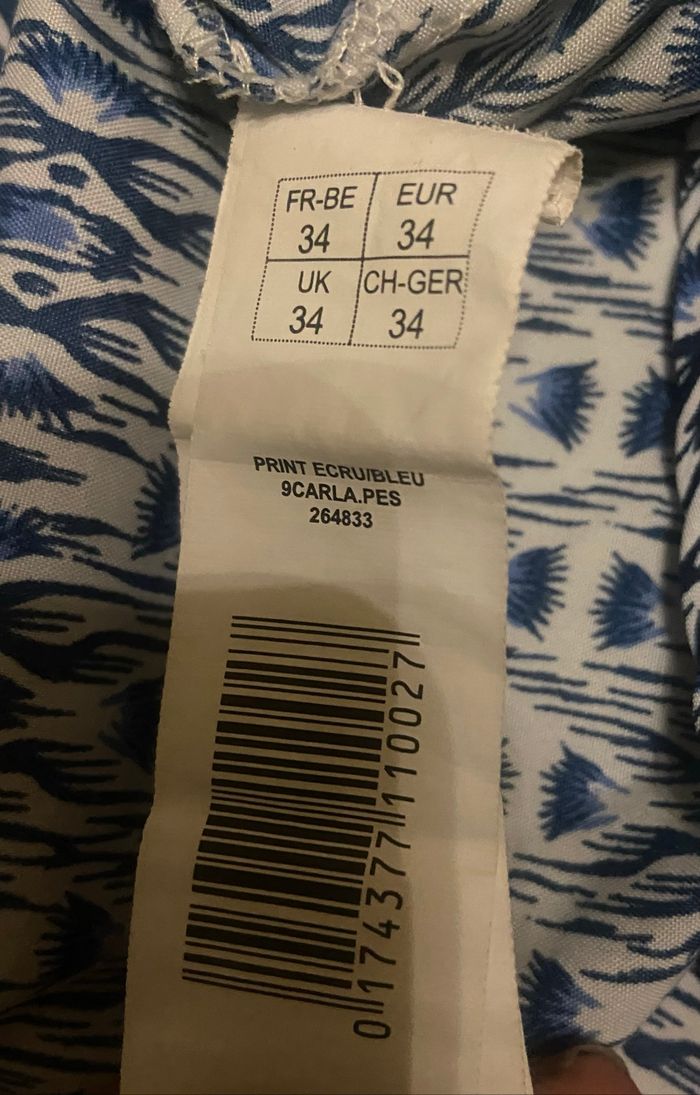 FR-BE EUR
34 34
UK CH-GER
34 34
PRINT ECRU/BLEU
9CARLA.PES
264833
0174377110027